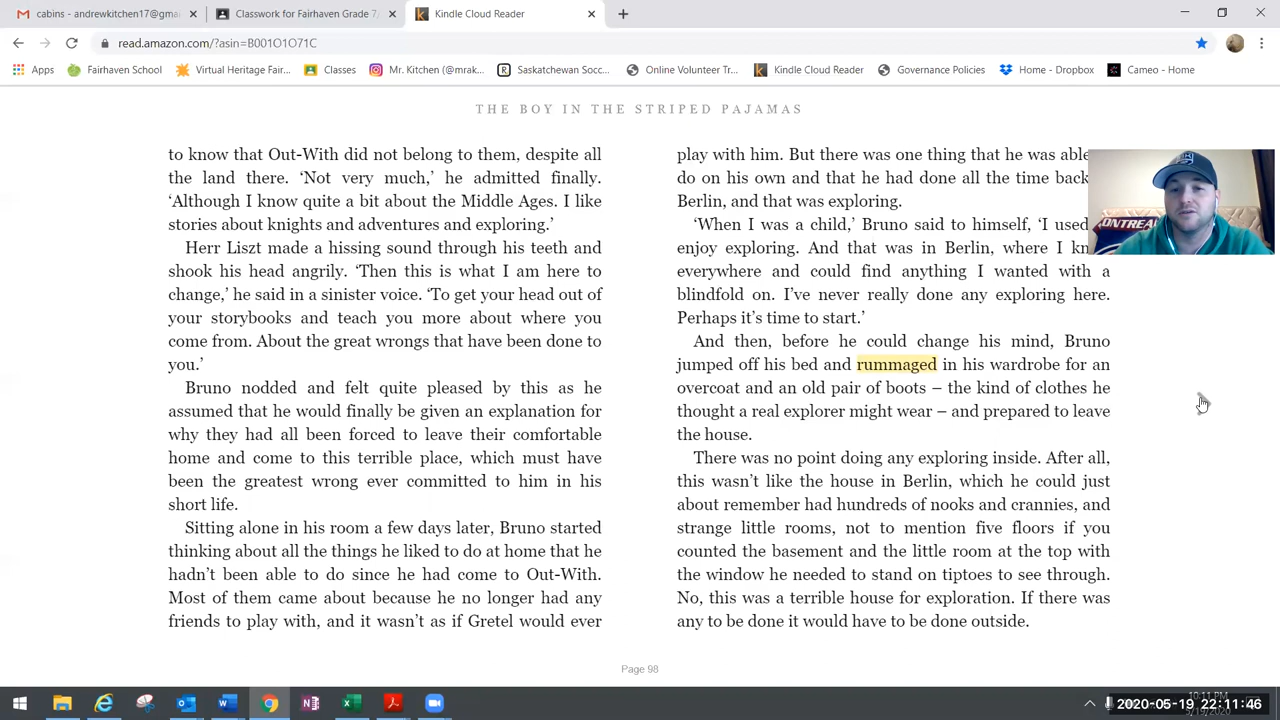 cabins - andrewkitchen17@gma
Classwork for Fairhaven Grade 7
Kindle Cloud Reader
read.amazon.com/?asin=B001O1O71C
Apps
Fairhaven School
Virtual Heritage Fair...
Classes
Mr. Kitchen (@mrak...
Saskatchewan Socc...
Online Volunteer Tr...
Kindle Cloud Reader
Governance Policies
Home - Dropbox
Cameo - Home
THE BOY IN THE STRIPED PAJAMAS
to know that Out-With did not belong to them, despite all
the land there. ‘Not very much,’ he admitted finally.
‘Although I know quite a bit about the Middle Ages. I like
stories about knights and adventures and exploring.’
Herr Liszt made a hissing sound through his teeth and
shook his head angrily. ‘Then this is what I am here to
change,’ he said in a sinister voice. ‘To get your head out of
your storybooks and teach you more about where you
come from. About the great wrongs that have been done to
you.’
Bruno nodded and felt quite pleased by this as he
assumed that he would finally be given an explanation for
why they had all been forced to leave their comfortable
home and come to this terrible place, which must have
been the greatest wrong ever committed to him in his
short life.
Sitting alone in his room a few days later, Bruno started
thinking about all the things he liked to do at home that he
hadn’t been able to do since he had come to Out-With.
Most of them came about because he no longer had any
friends to play with, and it wasn’t as if Gretel would ever
play with him. But there was one thing that he was able
do on his own and that he had done all the time back
Berlin, and that was exploring.
‘When I was a child,’ Bruno said to himself, ‘I used
enjoy exploring. And that was in Berlin, where I kn
everywhere and could find anything I wanted with a
blindfold on. I’ve never really done any exploring here.
Perhaps it’s time to start.’
And then, before he could change his mind, Bruno
jumped off his bed and rummaged in his wardrobe for an
overcoat and an old pair of boots – the kind of clothes he
thought a real explorer might wear – and prepared to leave
the house.
There was no point doing any exploring inside. After all,
this wasn’t like the house in Berlin, which he could just
about remember had hundreds of nooks and crannies, and
strange little rooms, not to mention five floors if you
counted the basement and the little room at the top with
the window he needed to stand on tiptoes to see through.
No, this was a terrible house for exploration. If there was
any to be done it would have to be done outside.
Page 98
10:11 PM
2020-05-19 22:11:46